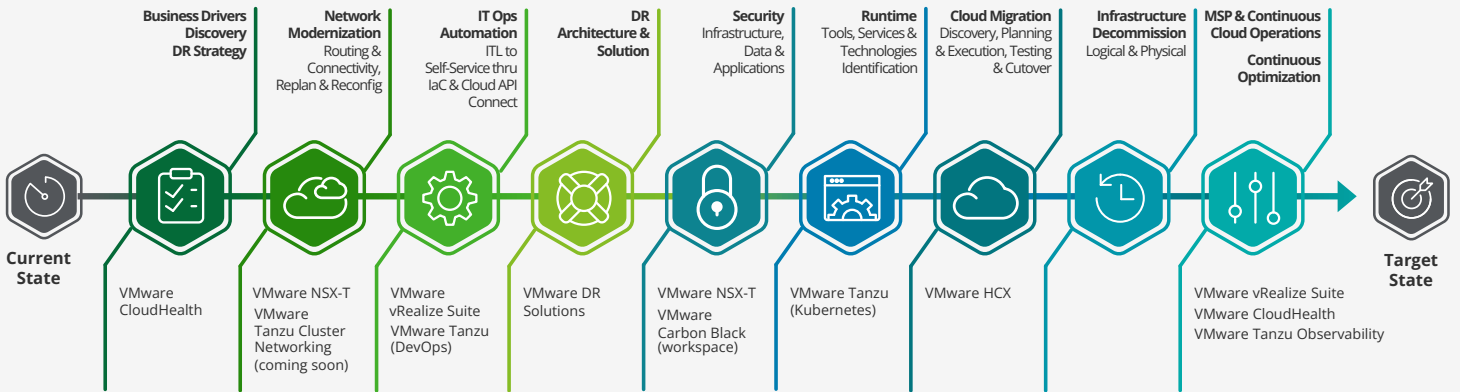 Business Drivers
Discovery
DR Strategy
Network
Modernization
Routing &
Connectivity,
Replan & Reconfig
IT Ops
Automation
ITL to
Self-Service thru
IaC & Cloud API
Connect
DR
Architecture &
Solution
Security
Infrastructure,
Data &
Applications
Runtime
Tools, Services &
Technologies
Identification
Cloud Migration
Discovery, Planning
& Execution, Testing
& Cutover
Infrastructure
Decommission
Logical & Physical
MSP & Continuous
Cloud Operations
Continuous
Optimization
Current
State
Target
State
VMware
CloudHealth
VMware NSX-T
VMware
Tanzu Cluster
Networking
(coming soon)
VMware
vRealize Suite
VMware Tanzu
(DevOps)
VMware DR
Solutions
VMware NSX-T
VMware
Carbon Black
(workspace)
VMware Tanzu
(Kubernetes)
VMware HCX
VMware vRealize Suite
VMware CloudHealth
VMware Tanzu Observability